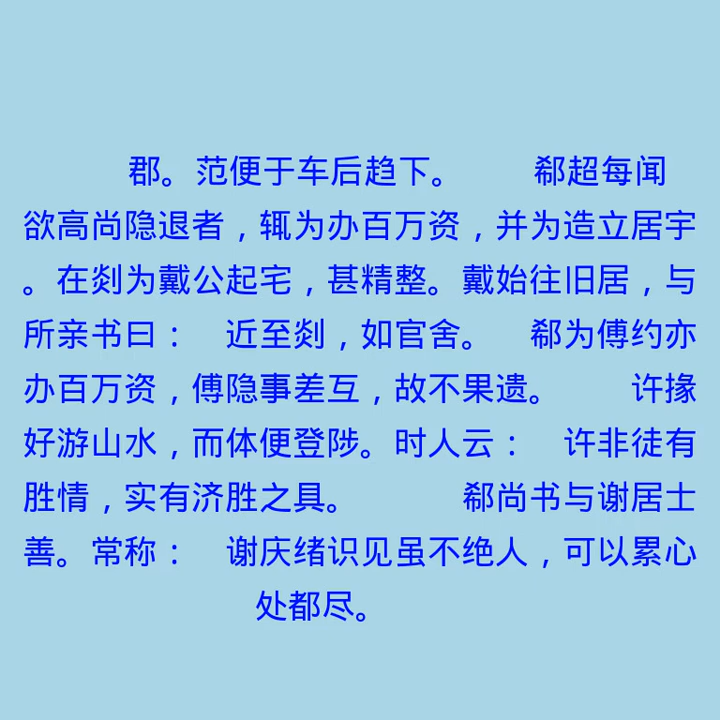 郡。范便于车后趋下。　　郗超每闻
欲高尚隐退者，辄为办百万资，并为造立居宇
。在剡为戴公起宅，甚精整。戴始往旧居，与
所亲书曰：　近至剡，如官舍。　郗为傅约亦
办百万资，傅隐事差互，故不果遗。　　许掾
好游山水，而体便登陟。时人云：　许非徒有
胜情，实有济胜之具。　　　郗尚书与谢居士
善。常称：　谢庆绪识见虽不绝人，可以累心
处都尽。